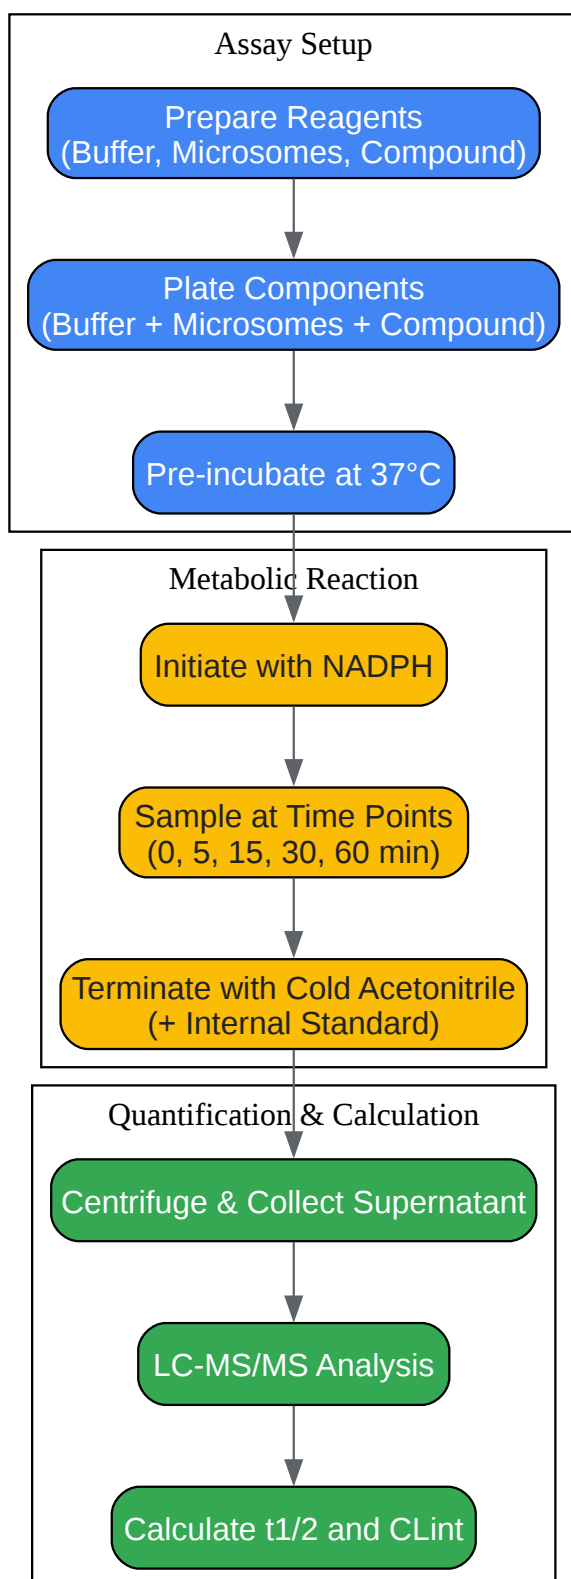 Assay Setup
Prepare Reagents
(Buffer, Microsomes, Compound)
Plate Components
(Buffer + Microsomes + Compound)
Pre-incubate at 37°C
Metabolic Reaction
Initiate with NADPH
Sample at Time Points
(0, 5, 15, 30, 60 min)
Terminate with Cold Acetonitrile
(+ Internal Standard)
Quantification & Calculation
Centrifuge & Collect Supernatant
LC-MS/MS Analysis
Calculate t1/2 and CLint